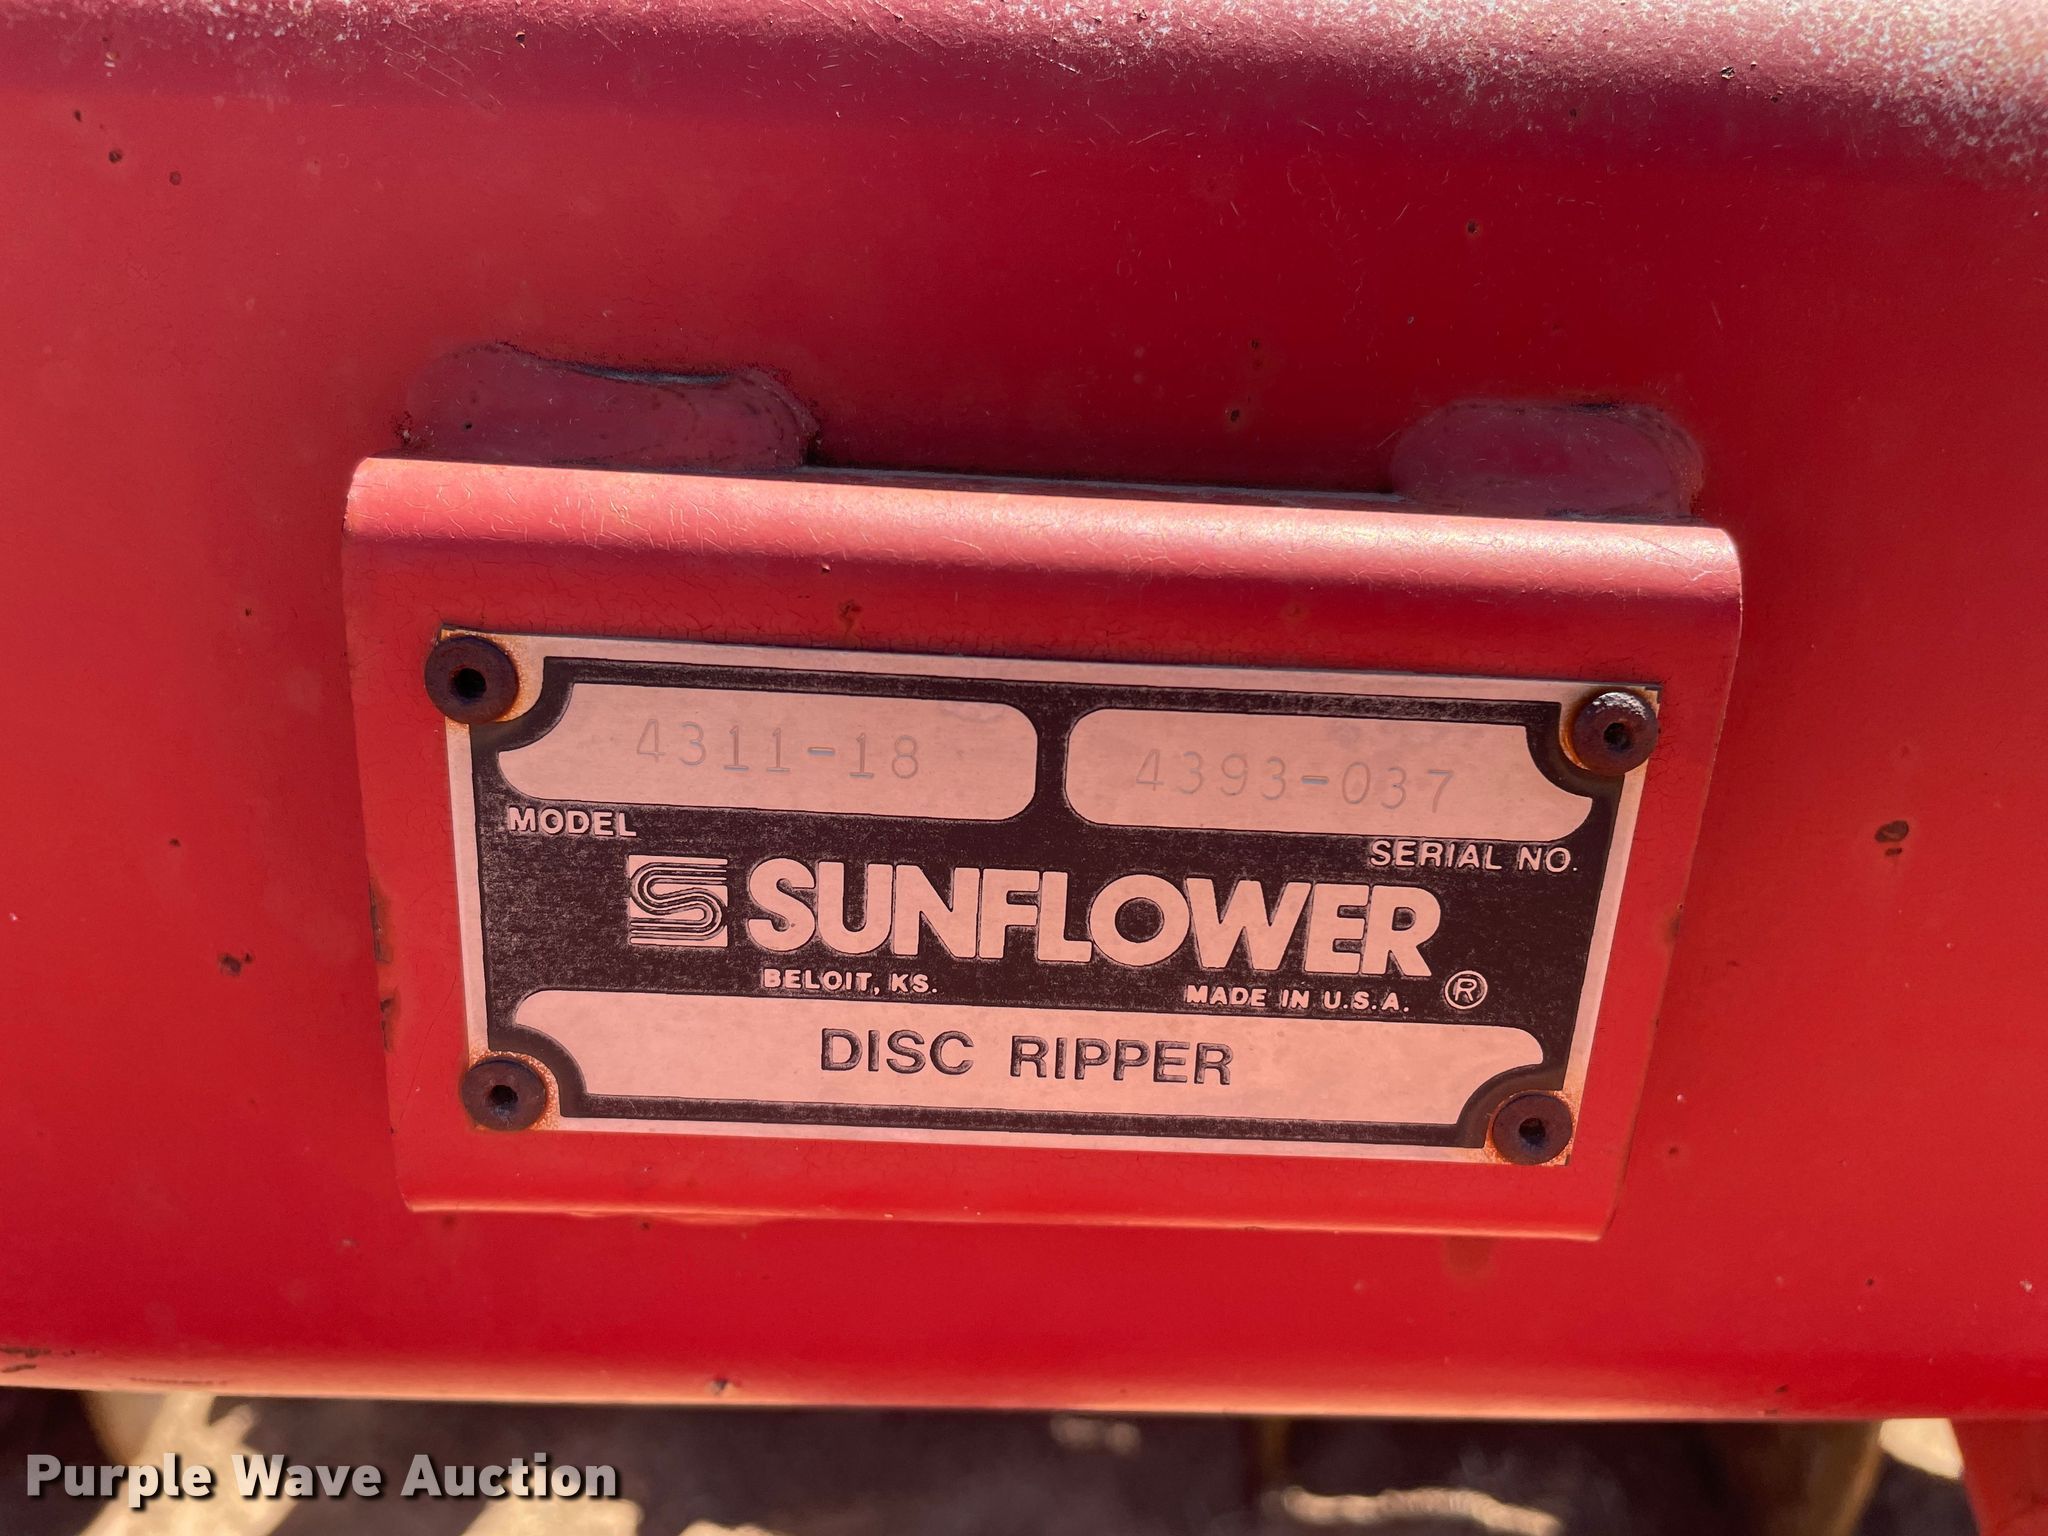 4311-18 4393-037
MODEL SERIAL NO.
SUNFLOWER
BELOIT, KS. MADE IN U.S.A. ®
DISC RIPPER
Purple Wave Auction